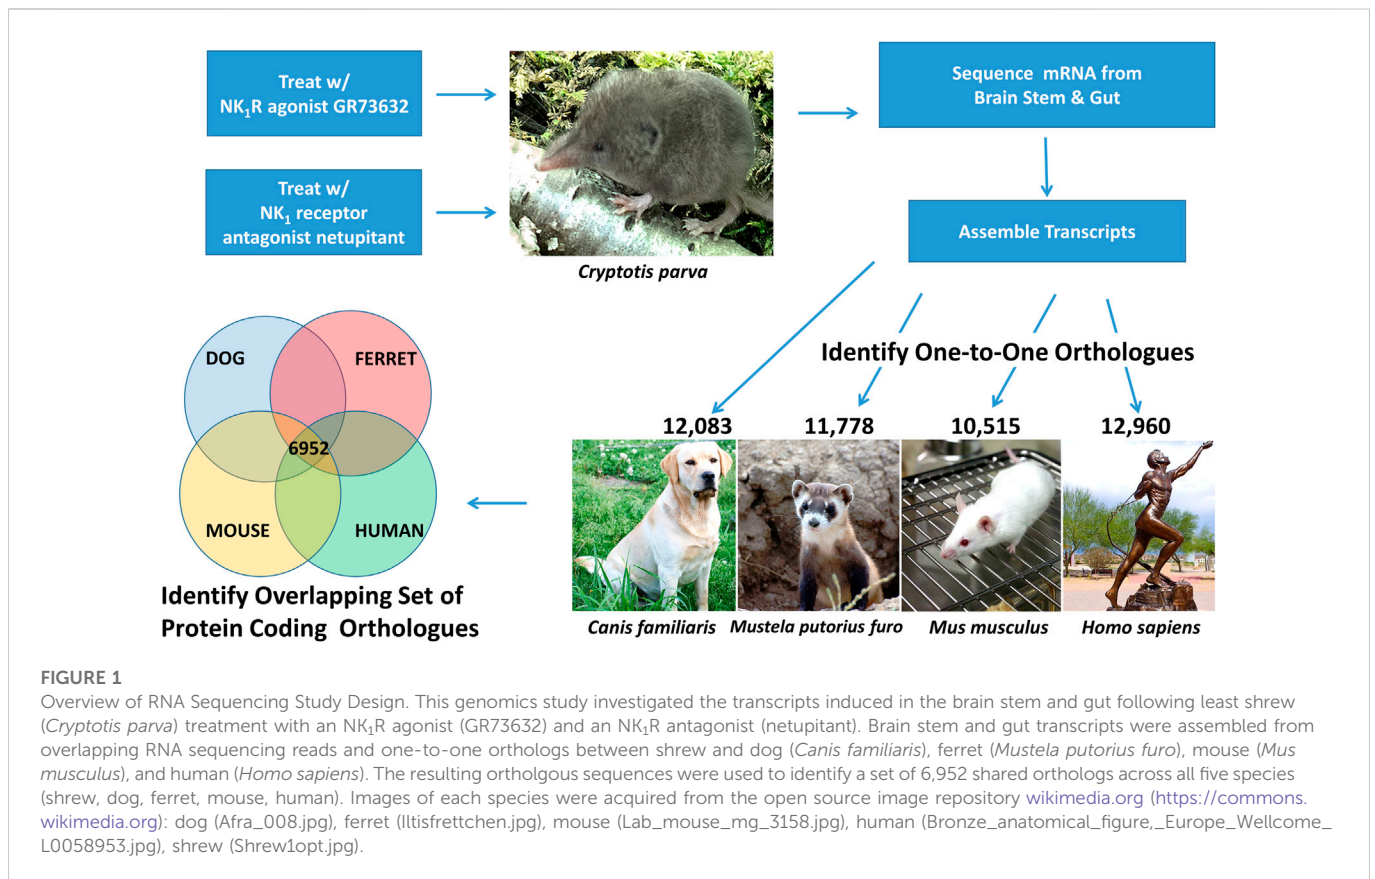 Treat w/
NK₁R agonist GR73632
Treat w/
NK₁ receptor
antagonist netupitant
Cryptotis parva
Sequence mRNA from
Brain Stem & Gut
Assemble Transcripts
Identify One-to-One Orthologues
12,083
11,778
10,515
12,960
Canis familiaris
Mustela putorius furo
Mus musculus
Homo sapiens
DOG
FERRET
6952
MOUSE
HUMAN
Identify Overlapping Set of
Protein Coding Orthologues
FIGURE 1
Overview of RNA Sequencing Study Design. This genomics study investigated the transcripts induced in the brain stem and gut following least shrew
(Cryptotis parva) treatment with an NK₁R agonist (GR73632) and an NK₁R antagonist (netupitant). Brain stem and gut transcripts were assembled from
overlapping RNA sequencing reads and one-to-one orthologs between shrew and dog (Canis familiaris), ferret (Mustela putorius furo), mouse (Mus
musculus), and human (Homo sapiens). The resulting ortholgous sequences were used to identify a set of 6,952 shared orthologs across all five species
(shrew, dog, ferret, mouse, human). Images of each species were acquired from the open source image repository wikimedia.org (https://commons.
wikimedia.org): dog (Afra_008.jpg), ferret (Iltisfrettchen.jpg), mouse (Lab_mouse_mg_3158.jpg), human (Bronze_anatomical_figure,_Europe_Wellcome_
L0058953.jpg), shrew (Shrew1opt.jpg).